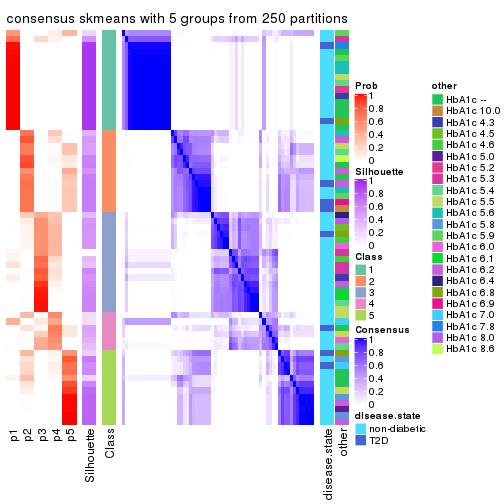 consensus skmeans with 5 groups from 250 partitions
Prob
1
0.8
0.6
0.4
0.2
0
Silhouette
1
0.8
0.6
0.4
0.2
0
Class
1
2
3
4
5
Consensus
1
0.8
0.6
0.4
0.2
0
disease.state
non-diabetic
T2D
other
HbA1c --
HbA1c 10.0
HbA1c 4.3
HbA1c 4.5
HbA1c 4.6
HbA1c 5.0
HbA1c 5.2
HbA1c 5.3
HbA1c 5.4
HbA1c 5.5
HbA1c 5.6
HbA1c 5.8
HbA1c 5.9
HbA1c 6.0
HbA1c 6.1
HbA1c 6.2
HbA1c 6.4
HbA1c 6.8
HbA1c 6.9
HbA1c 7.0
HbA1c 7.8
HbA1c 8.0
HbA1c 8.6
p1
p2
p3
p4
p5
Silhouette
Class
disease.state
other